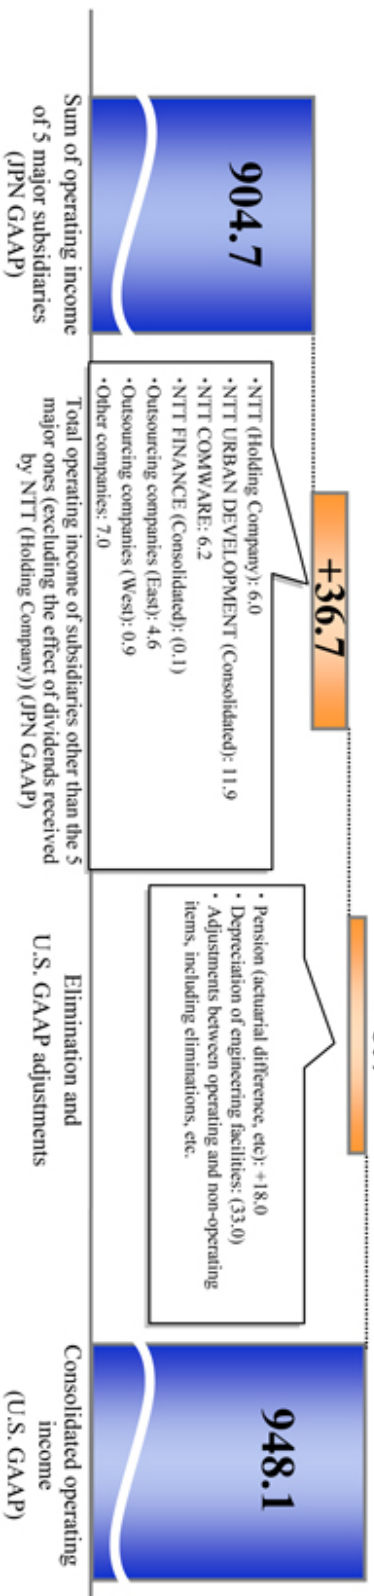 904.7
Sum of operating income
of 5 major subsidiaries
(JPN GAAP)
+36.7
•NTT (Holding Company): 6.0
•NTT URBAN DEVELOPMENT (Consolidated): 11.9
•NTT COMWARE: 6.2
•NTT FINANCE (Consolidated): (0.1)
•Outsourcing companies (East): 4.6
•Outsourcing companies (West): 0.9
•Other companies: 7.0
Total operating income of subsidiaries other than the 5
major ones (excluding the effect of dividends received
by NTT (Holding Company)) (JPN GAAP)
• Pension (actuarial difference, etc): +18.0
• Depreciation of engineering facilities: (33.0)
• Adjustments between operating and non-operating
items, including eliminations, etc.
Elimination and
U.S. GAAP adjustments
948.1
Consolidated operating
income
(U.S. GAAP)